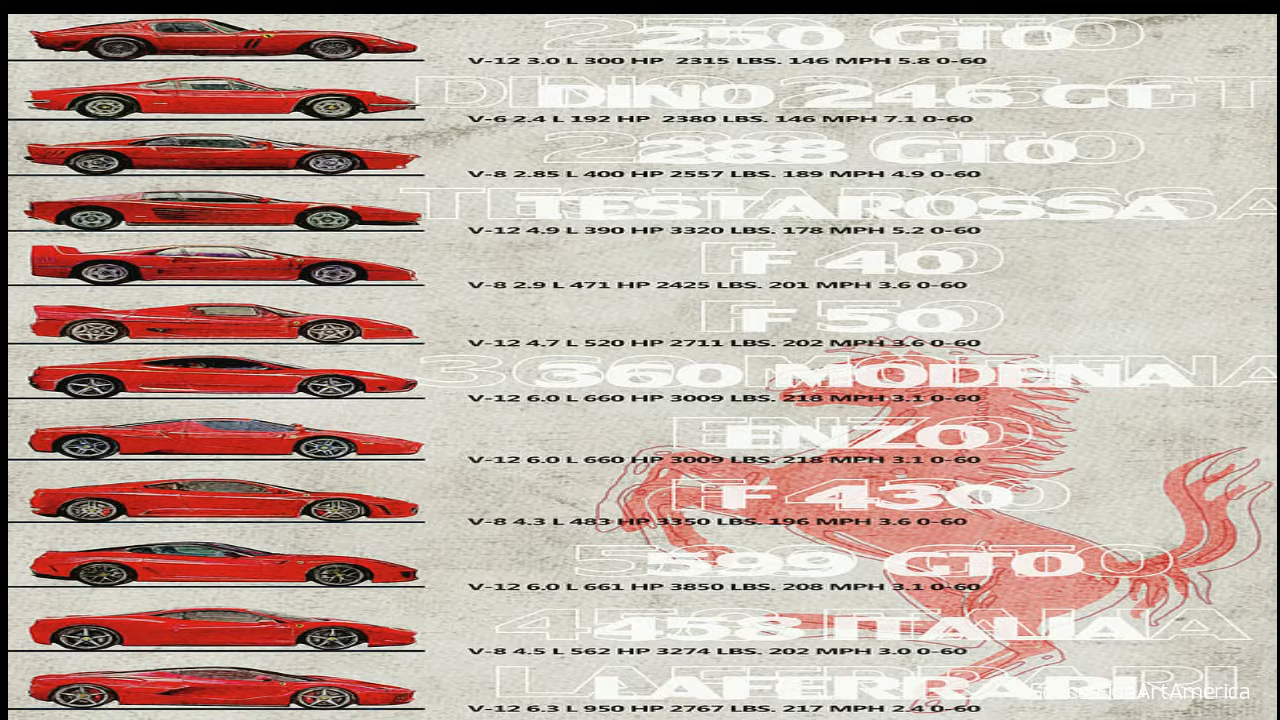 250 GTO
V-12 3.0 L 300 HP 2315 LBS. 146 MPH 5.8 0-60
DINO 246 GT
V-6 2.4 L 192 HP 2380 LBS. 146 MPH 7.1 0-60
288 GTO
V-8 2.85 L 400 HP 2557 LBS. 189 MPH 4.9 0-60
TESTAROSSA
V-12 4.9 L 390 HP 3320 LBS. 178 MPH 5.2 0-60
F 40
V-8 2.9 L 471 HP 2425 LBS. 201 MPH 3.6 0-60
F 50
V-12 4.7 L 520 HP 2711 LBS. 202 MPH 3.6 0-60
360 MODENA
V-12 6.0 L 660 HP 3009 LBS. 218 MPH 3.1 0-60
ENZO
V-12 6.0 L 660 HP 3009 LBS. 218 MPH 3.1 0-60
F 430
V-8 4.3 L 483 HP 3350 LBS. 196 MPH 3.6 0-60
599 GTO
V-12 6.0 L 661 HP 3850 LBS. 208 MPH 3.1 0-60
458 ITALIA
V-8 4.5 L 562 HP 3274 LBS. 202 MPH 3.0 0-60
LAFERRARI
V-12 6.3 L 950 HP 2767 LBS. 217 MPH 2.4 0-60